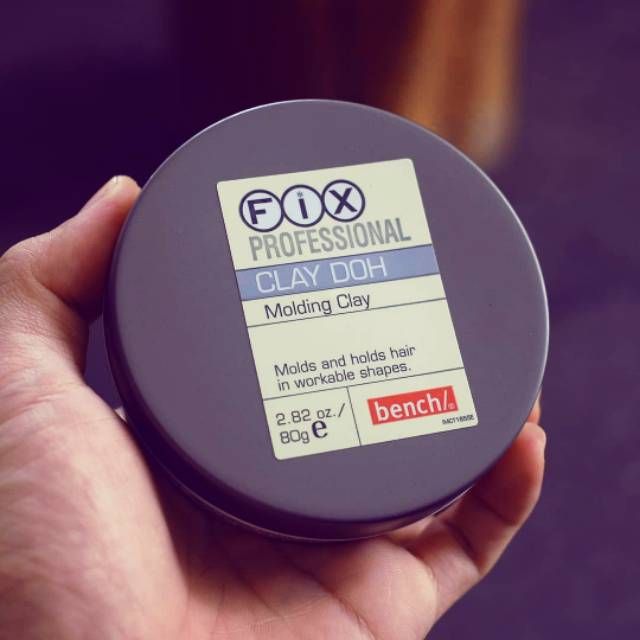 FiX
PROFESSIONAL
CLAY DOH
Molding Clay
Molds and holds hair
in workable shapes.
2.82 oz./
80g e
bench/®